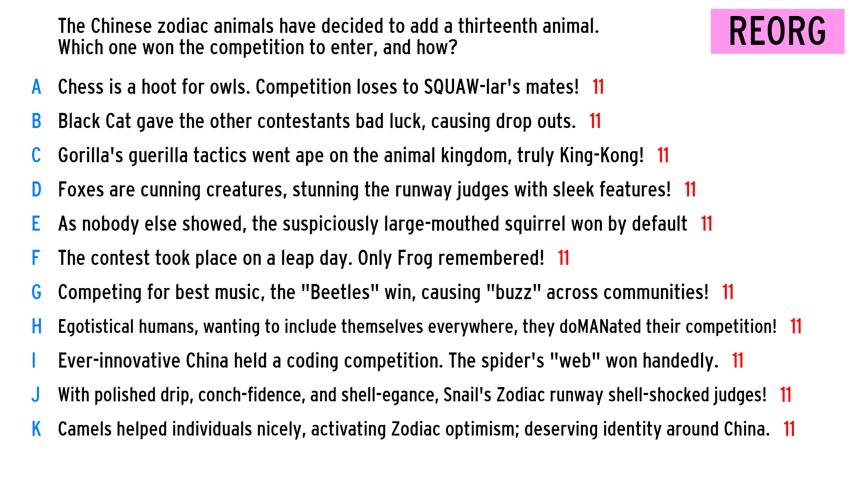 The Chinese zodiac animals have decided to add a thirteenth animal.
Which one won the competition to enter, and how?
REORG
A Chess is a hoot for owls. Competition loses to SQUAW-lar's mates! 11
B Black Cat gave the other contestants bad luck, causing drop outs. 11
C Gorilla's guerilla tactics went ape on the animal kingdom, truly King-Kong! 11
D Foxes are cunning creatures, stunning the runway judges with sleek features! 11
E As nobody else showed, the suspiciously large-mouthed squirrel won by default 11
F The contest took place on a leap day. Only Frog remembered! 11
G Competing for best music, the "Beetles" win, causing "buzz" across communities! 11
H Egotistical humans, wanting to include themselves everywhere, they doMANated their competition! 11
I Ever-innovative China held a coding competition. The spider's "web" won handedly. 11
J With polished drip, conch-fidence, and shell-egance, Snail's Zodiac runway shell-shocked judges! 11
K Camels helped individuals nicely, activating Zodiac optimism; deserving identity around China. 11